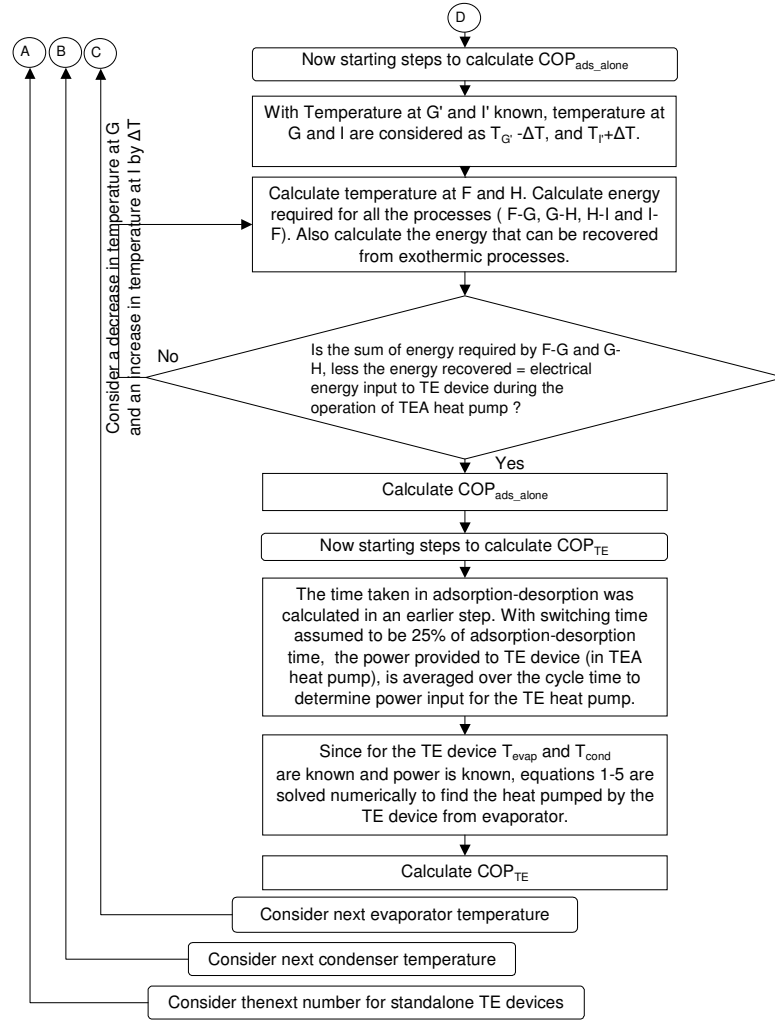 D
A
B
C
Now starting steps to calculate COPads_alone
With Temperature at G' and I' known, temperature at
G and I are considered as TG' -ΔT, and TI'+ΔT.
Consider a decrease in temperature at G
and an increase in temperature at I by ΔT
Calculate temperature at F and H. Calculate energy
required for all the processes ( F-G, G-H, H-I and I-
F). Also calculate the energy that can be recovered
from exothermic processes.
No
Is the sum of energy required by F-G and G-
H, less the energy recovered = electrical
energy input to TE device during the
operation of TEA heat pump ?
Yes
Calculate COPads_alone
Now starting steps to calculate COPTE
The time taken in adsorption-desorption was
calculated in an earlier step. With switching time
assumed to be 25% of adsorption-desorption
time, the power provided to TE device (in TEA
heat pump), is averaged over the cycle time to
determine power input for the TE heat pump.
Since for the TE device Tevap and Tcond
are known and power is known, equations 1-5 are
solved numerically to find the heat pumped by the
TE device from evaporator.
Calculate COPTE
Consider next evaporator temperature
Consider next condenser temperature
Consider thenext number for standalone TE devices